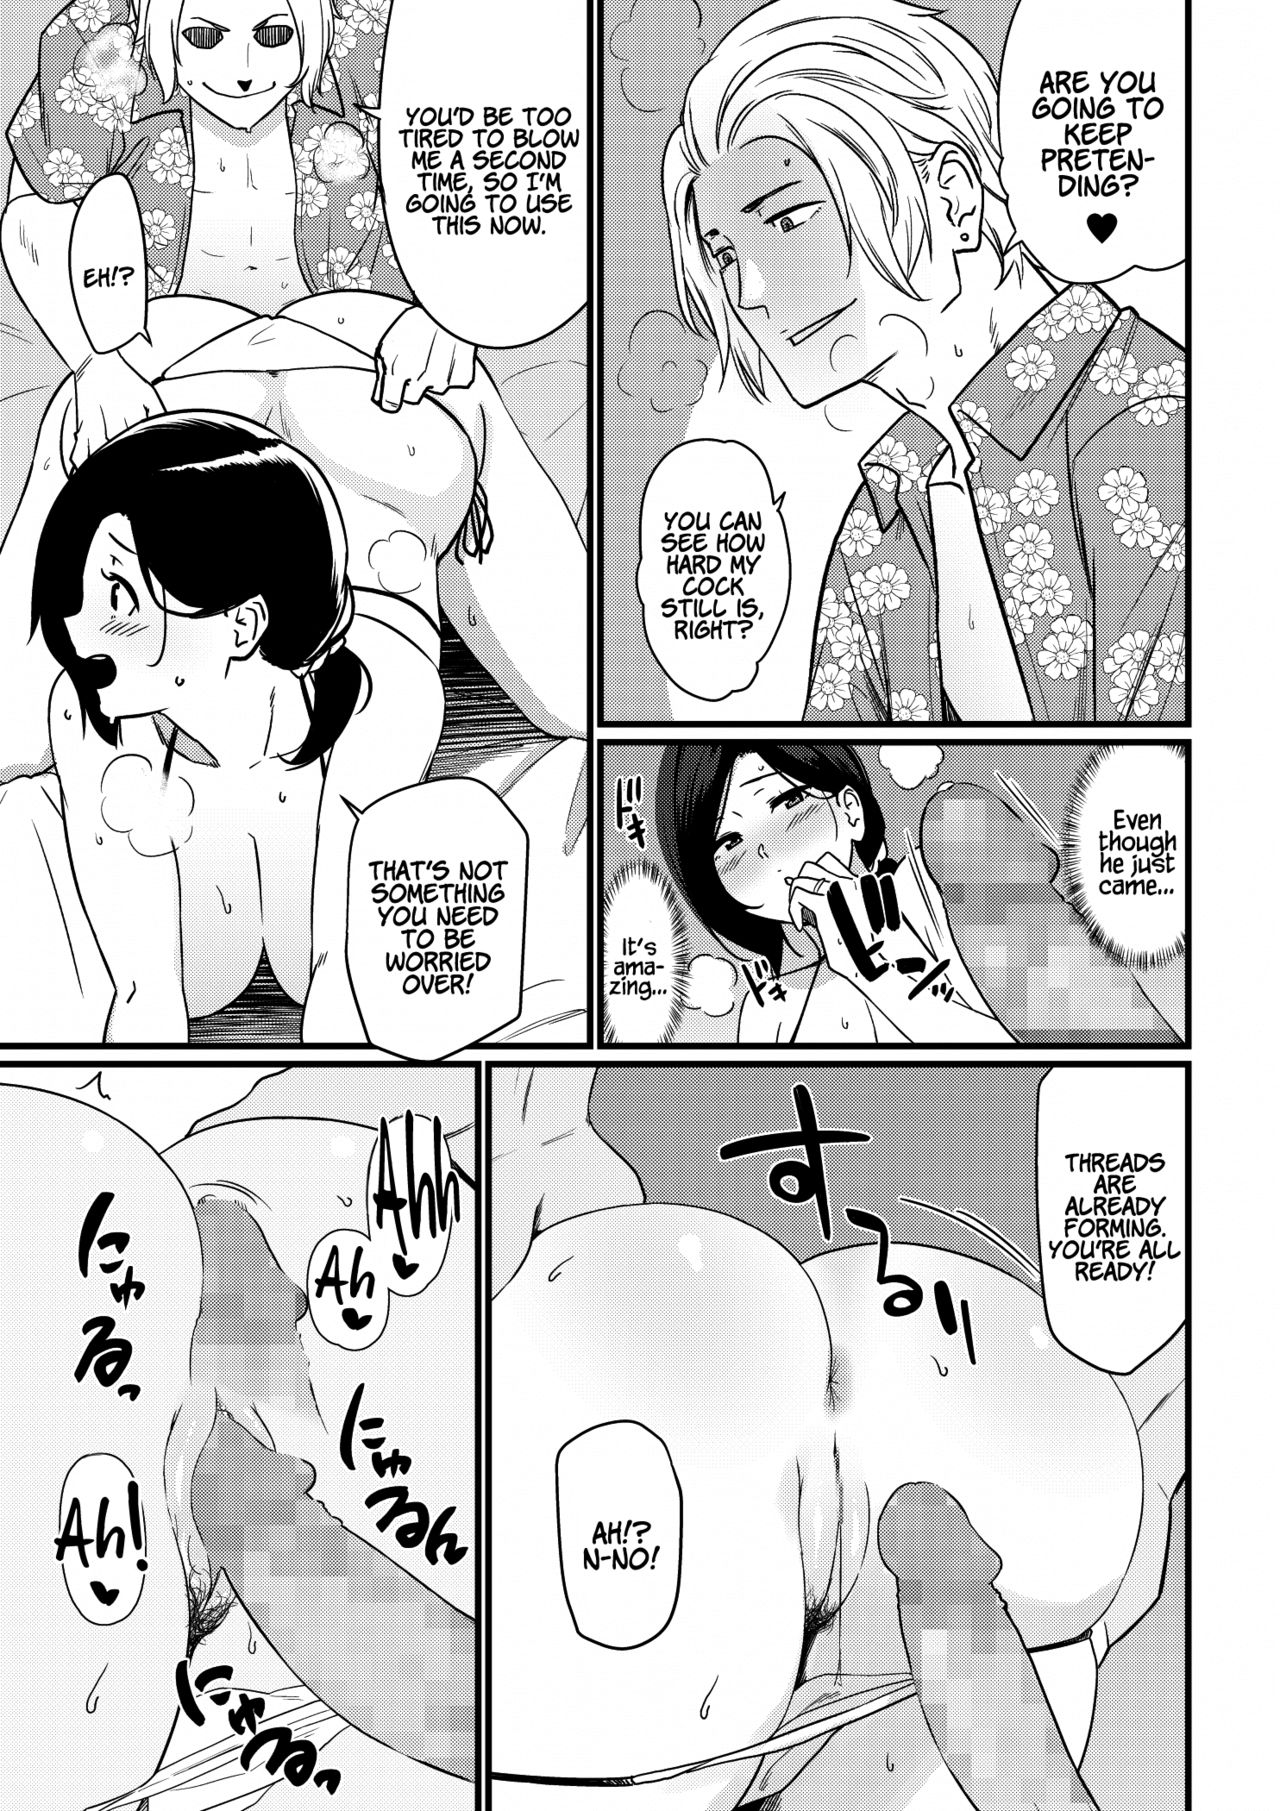 ARE YOU
GOING TO
KEEP
PRETEN-
DING?
♥
YOU CAN
SEE HOW
HARD MY
COCK
STILL IS,
RIGHT?
YOU'D BE TOO
TIRED TO BLOW
ME A SECOND
TIME, SO I'M
GOING TO USE
THIS NOW.
EH!?
THAT'S NOT
SOMETHING
YOU NEED
TO BE
WORRIED
OVER!
Even
though
he just
came...
ビーン
ドキ
It's
ama-
zing...
ドキ
THREADS
ARE
ALREADY
FORMING.
YOU'RE ALL
READY!
する
AH!?
N-NO!
Ahh
♥
Ah
♥
にゅるっ
にゅるん
Ah!
♥
にゅるっ